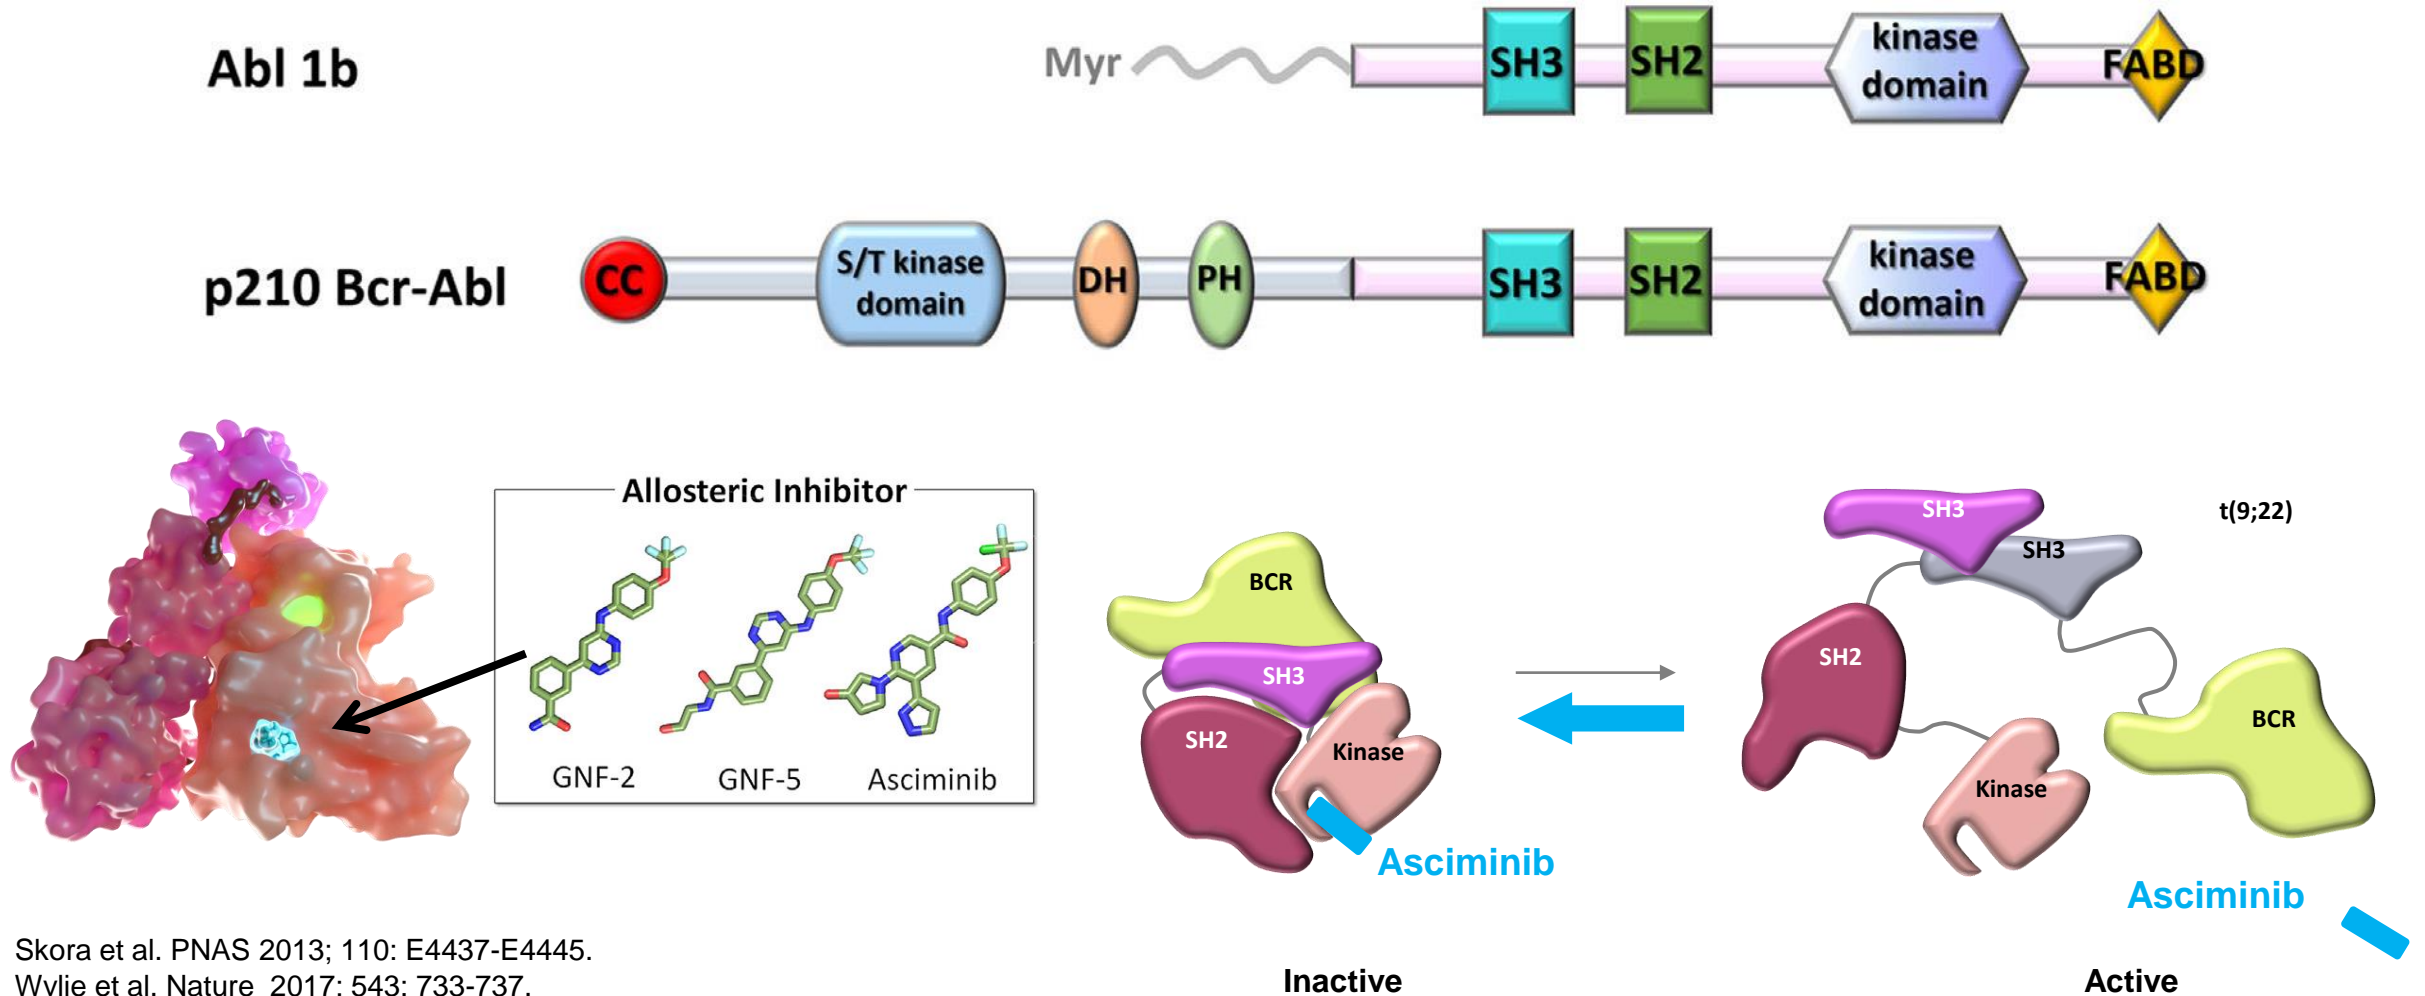 Abl 1b
Myr
SH3
SH2
kinase
domain
FABD
p210 Bcr-Abl
CC
S/T kinase
domain
DH
PH
SH3
SH2
kinase
domain
FABD
Allosteric Inhibitor
GNF-2
GNF-5
Asciminib
BCR
SH3
SH2
Kinase
Asciminib
Inactive
SH3
SH3
t(9;22)
SH2
Kinase
BCR
Asciminib
Active
Skora et al. PNAS 2013; 110: E4437-E4445.
Wylie et al. Nature 2017; 543: 733-737.